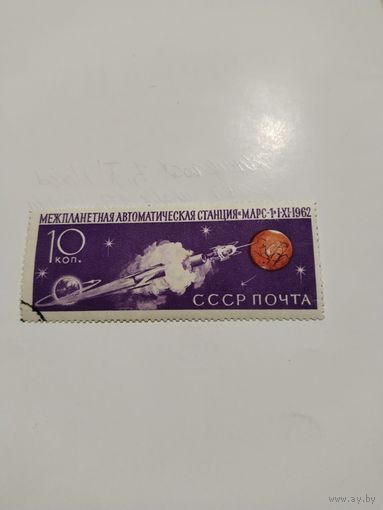 МЕЖПЛАНЕТНАЯ АВТОМАТИЧЕСКАЯ СТАНЦИЯ «МАРС-1» 1·XI·1962
10
КОП.
СССР ПОЧТА
www.ay.by